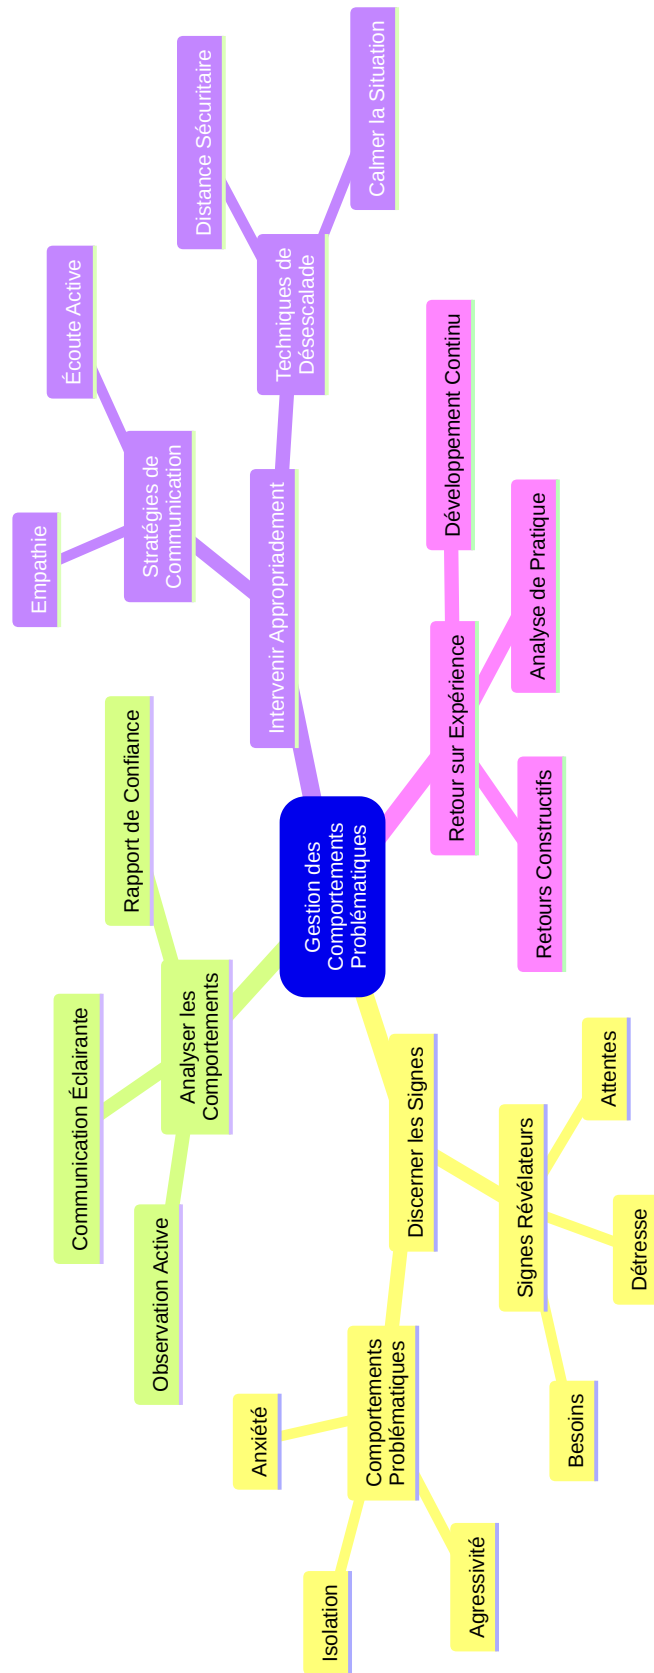 Gestion des
Comportements
Problématiques
Discerner les Signes
Comportements
Problématiques
Isolation
Anxiété
Agressivité
Signes Révélateurs
Besoins
Détresse
Attentes
Analyser les
Comportements
Observation Active
Communication Éclairante
Rapport de Confiance
Intervenir Appropriadement
Stratégies de
Communication
Empathie
Écoute Active
Techniques de
Désescalade
Distance Sécuritaire
Calmer la Situation
Retour sur Expérience
Retours Constructifs
Analyse de Pratique
Développement Continu